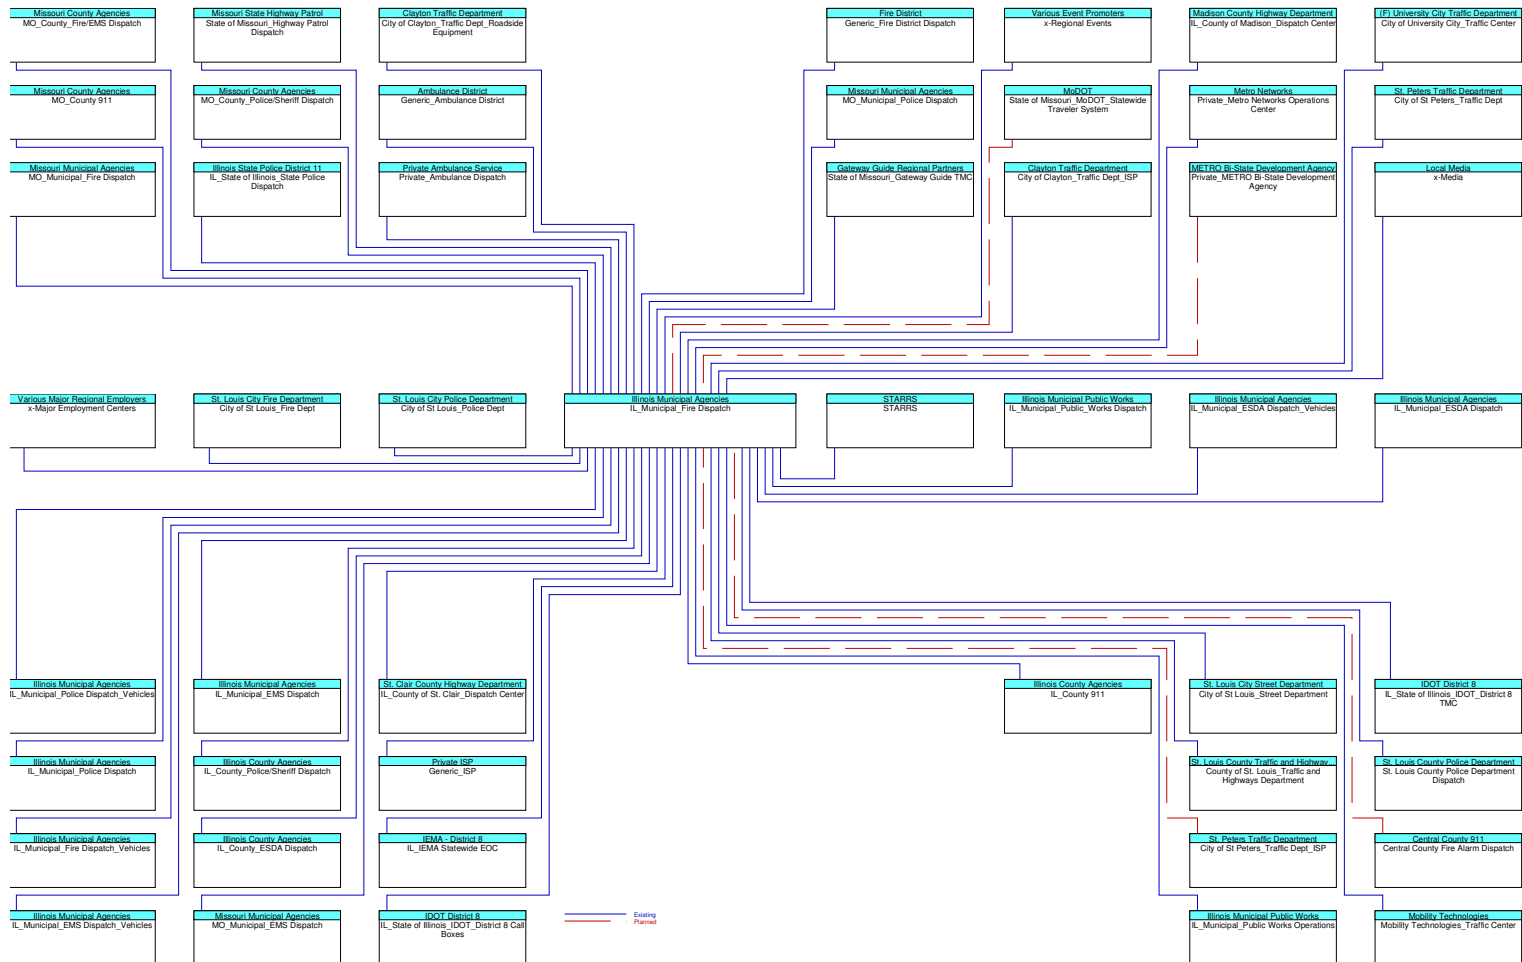 Missouri County Agencies
MO_County_Fire/EMS Dispatch
Missouri State Highway Patrol
State of Missouri_Highway Patrol
Dispatch
Clayton Traffic Department
City of Clayton_Traffic Dept_Roadside
Equipment
Fire District
Generic_Fire District Dispatch
Various Event Promoters
x-Regional Events
Madison County Highway Department
IL_County of Madison_Dispatch Center
(F) University City Traffic Department
City of University City_Traffic Center
Missouri County Agencies
MO_County 911
Missouri County Agencies
MO_County_Police/Sheriff Dispatch
Ambulance District
Generic_Ambulance District
Missouri Municipal Agencies
MO_Municipal_Police Dispatch
MoDOT
State of Missouri_MoDOT_Statewide
Traveler System
Metro Networks
Private_Metro Networks Operations
Center
St. Peters Traffic Department
City of St Peters_Traffic Dept
Missouri Municipal Agencies
MO_Municipal_Fire Dispatch
Illinois State Police District 11
IL_State of Illinois_State Police
Dispatch
Private Ambulance Service
Private_Ambulance Dispatch
Gateway Guide Regional Partners
State of Missouri_Gateway Guide TMC
Clayton Traffic Department
City of Clayton_Traffic Dept_ISP
METRO Bi-State Development Agency
Private_METRO Bi-State Development
Agency
Local Media
x-Media
Various Major Regional Employers
x-Major Employment Centers
St. Louis City Fire Department
City of St Louis_Fire Dept
St. Louis City Police Department
City of St Louis_Police Dept
Illinois Municipal Agencies
IL_Municipal_Fire Dispatch
STARRS
STARRS
Illinois Municipal Public Works
IL_Municipal_Public_Works Dispatch
Illinois Municipal Agencies
IL_Municipal_ESDA Dispatch_Vehicles
Illinois Municipal Agencies
IL_Municipal_ESDA Dispatch
Illinois Municipal Agencies
IL_Municipal_Police Dispatch_Vehicles
Illinois Municipal Agencies
IL_Municipal_EMS Dispatch
St. Clair County Highway Department
IL_County of St. Clair_Dispatch Center
Illinois County Agencies
IL_County 911
St. Louis City Street Department
City of St Louis_Street Department
IDOT District 8
IL_State of Illinois_IDOT_District 8
TMC
Illinois Municipal Agencies
IL_Municipal_Police Dispatch
Illinois County Agencies
IL_County_Police/Sheriff Dispatch
Private ISP
Generic_ISP
St. Louis County Traffic and Highway...
County of St. Louis_Traffic and
Highways Department
St. Louis County Police Department
St. Louis County Police Department
Dispatch
Illinois Municipal Agencies
IL_Municipal_Fire Dispatch_Vehicles
Illinois County Agencies
IL_County_ESDA Dispatch
IEMA - District 8
IL_IEMA Statewide EOC
St. Peters Traffic Department
City of St Peters_Traffic Dept_ISP
Central County 911
Central County Fire Alarm Dispatch
Illinois Municipal Agencies
IL_Municipal_EMS Dispatch_Vehicles
Missouri Municipal Agencies
MO_Municipal_EMS Dispatch
IDOT District 8
IL_State of Illinois_IDOT_District 8 Call
Boxes
Existing
Planned
Illinois Municipal Public Works
IL_Municipal_Public Works Operations
Mobility Technologies
Mobility Technologies_Traffic Center